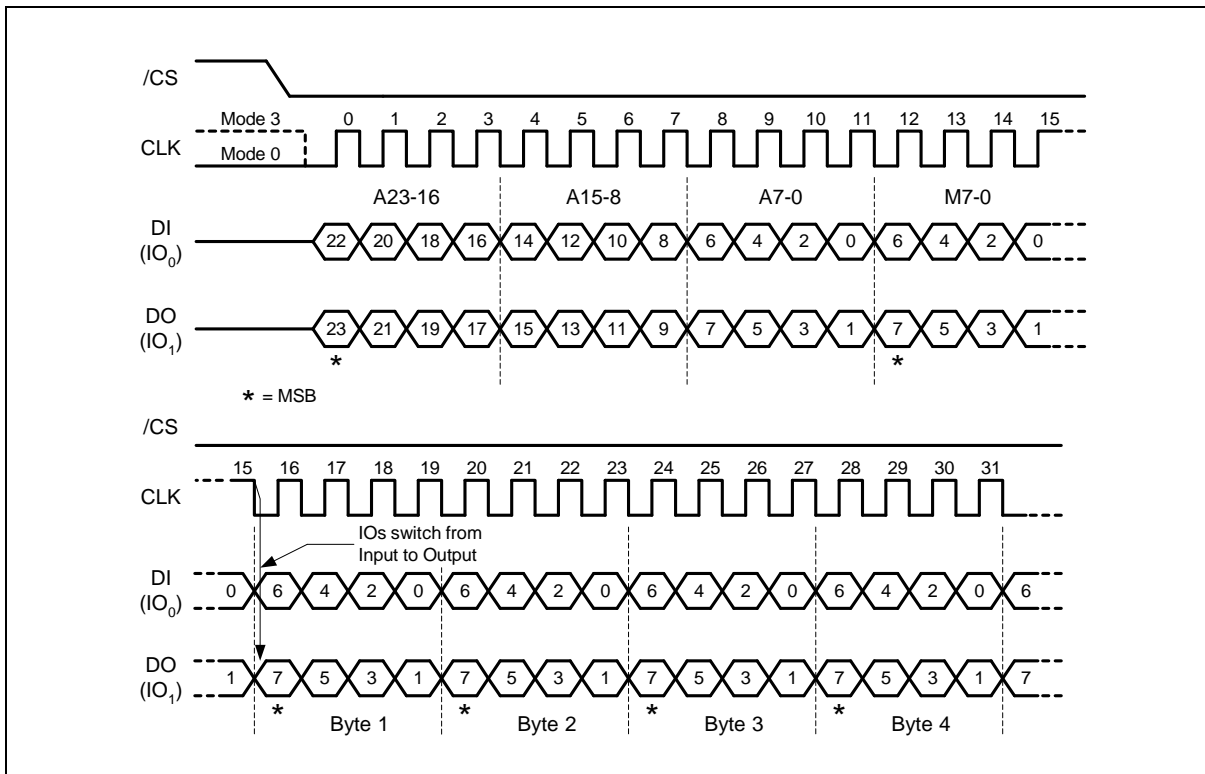 /CS
Mode 3 0 1 2 3 4 5 6 7 8 9 10 11 12 13 14 15
CLK
Mode 0
A23-16 A15-8 A7-0 M7-0
DI
(IO0)
22 20 18 16 14 12 10 8 6 4 2 0 6 4 2 0
DO
(IO1)
23 21 19 17 15 13 11 9 7 5 3 1 7 5 3 1
* *
* = MSB
/CS
15 16 17 18 19 20 21 22 23 24 25 26 27 28 29 30 31
CLK
IOs switch from
Input to Output
DI
(IO0)
0 6 4 2 0 6 4 2 0 6 4 2 0 6 4 2 0 6
DO
(IO1)
1 7 5 3 1 7 5 3 1 7 5 3 1 7 5 3 1 7
* * * *
Byte 1 Byte 2 Byte 3 Byte 4